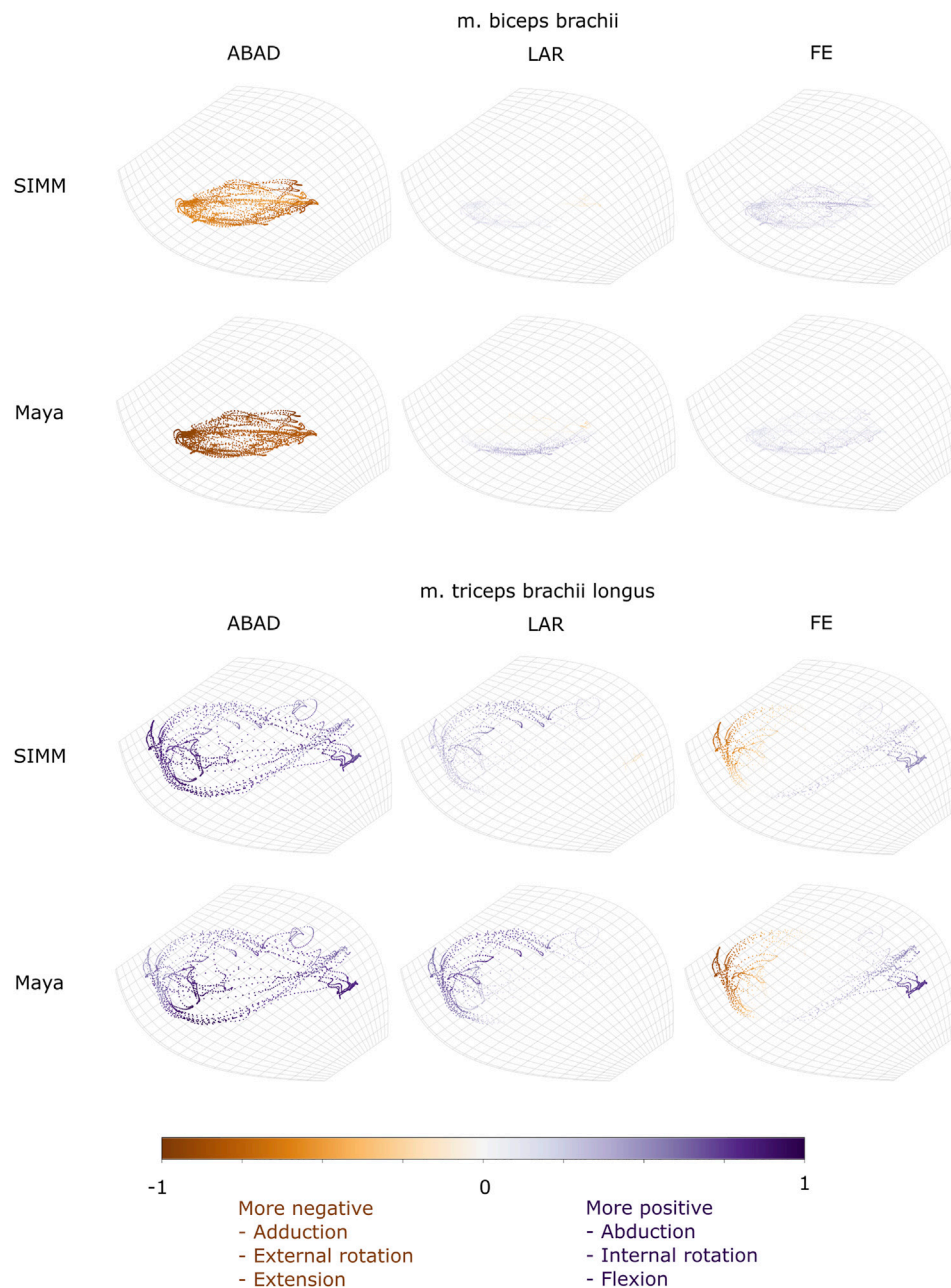 m. biceps brachii
ABAD LAR FE
SIMM
Maya
m. triceps brachii longus
ABAD LAR FE
SIMM
Maya
-1 0 1
More negative More positive
- Adduction - Abduction
- External rotation - Internal rotation
- Extension - Flexion